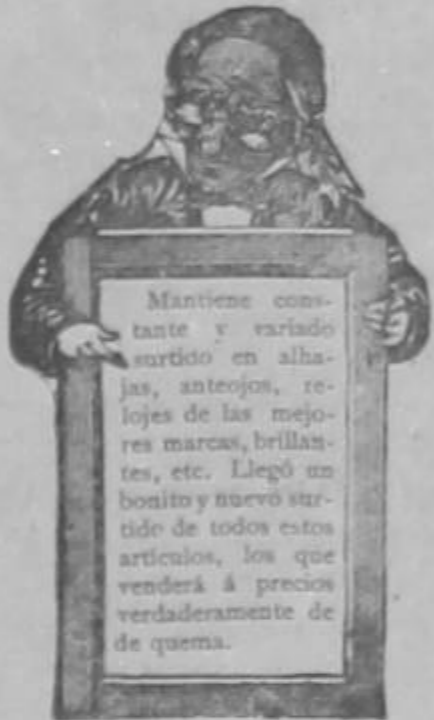 Mantiene cons-
tante y variado
surtido en alha-
jas, anteojos, re-
lojes de las mejo-
res marcas, brillan-
tes, etc. Llegó un
bonito y nuevo sur-
tido de todos estos
artículos, los que
venderá á precios
verdaderamente de
de quema.